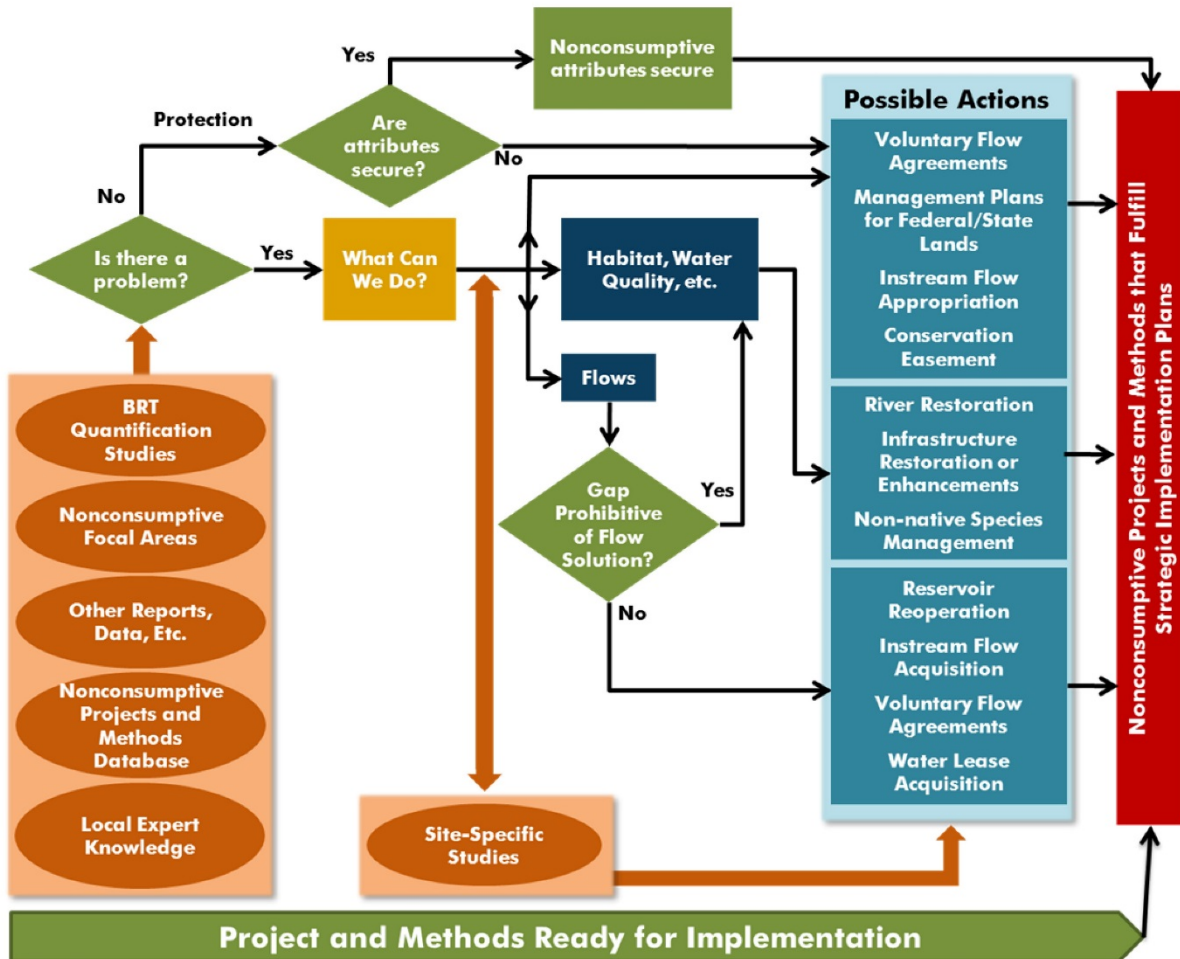 Yes
Nonconsumptive
attributes secure
Protection
Are
attributes
secure?
No
No
Is there a
problem?
Yes
What Can
We Do?
Habitat, Water
Quality, etc.
Flows
Gap
Prohibitive
of Flow
Solution?
Yes
No
BRT
Quantification
Studies
Nonconsumptive
Focal Areas
Other Reports,
Data, Etc.
Nonconsumptive
Projects and
Methods
Database
Local Expert
Knowledge
Site-Specific
Studies
Possible Actions
Voluntary Flow
Agreements
Management Plans
for Federal/State
Lands
Instream Flow
Appropriation
Conservation
Easement
River Restoration
Infrastructure
Restoration or
Enhancements
Non-native Species
Management
Reservoir
Reoperation
Instream Flow
Acquisition
Voluntary Flow
Agreements
Water Lease
Acquisition
Nonconsumptive Projects and Methods that Fulfill
Strategic Implementation Plans
Project and Methods Ready for Implementation